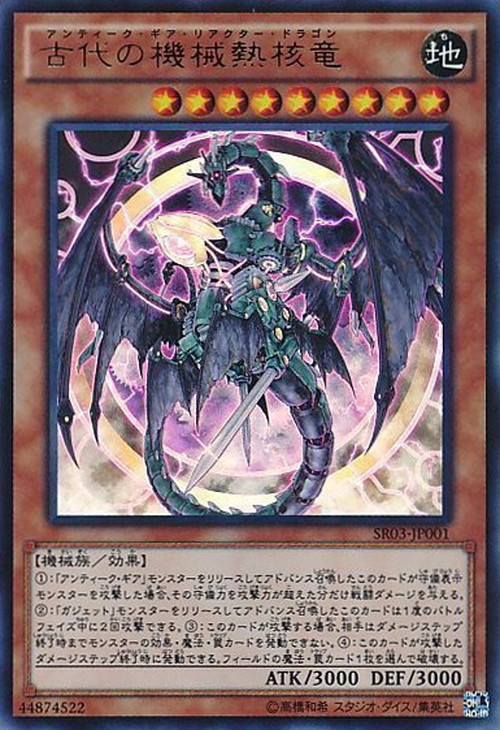 アンティーク・ギア・リアクター・ドラゴン
古代の機械熱核竜
地
SR03-JP001
【機械族／効果】
①：「アンティーク・ギア」モンスターをリリースしてアドバンス召喚したこのカードが守備表示
モンスターを攻撃した場合、その守備力を攻撃力が超えた分だけ戦闘ダメージを与える。
②：「ガジェット」モンスターをリリースしてアドバンス召喚したこのカードは1度のバトル
フェイズ中に2回攻撃できる。③：このカードが攻撃する場合、相手はダメージステップ
終了時までモンスターの効果・魔法・罠カードを発動できない。④：このカードが攻撃した
ダメージステップ終了時に発動できる。フィールドの魔法・罠カード1枚を選んで破壊する。
ATK/3000 DEF/3000
44874522
©高橋和希 スタジオ・ダイス/集英社